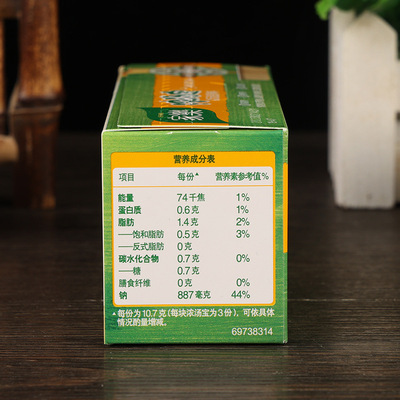 营养成分表
项目 每份▲ 营养素参考值%
能量 74千焦 1%
蛋白质 0.6克 1%
脂肪 1.4克 2%
——饱和脂肪 0.5克 3%
——反式脂肪 0克
碳水化合物 0.7克 0%
——糖 0.7克
膳食纤维 0克 0%
钠 887毫克 44%
▲每份为10.7克(每块浓汤宝为3份),可依具体
情况酌量增减。
69738314